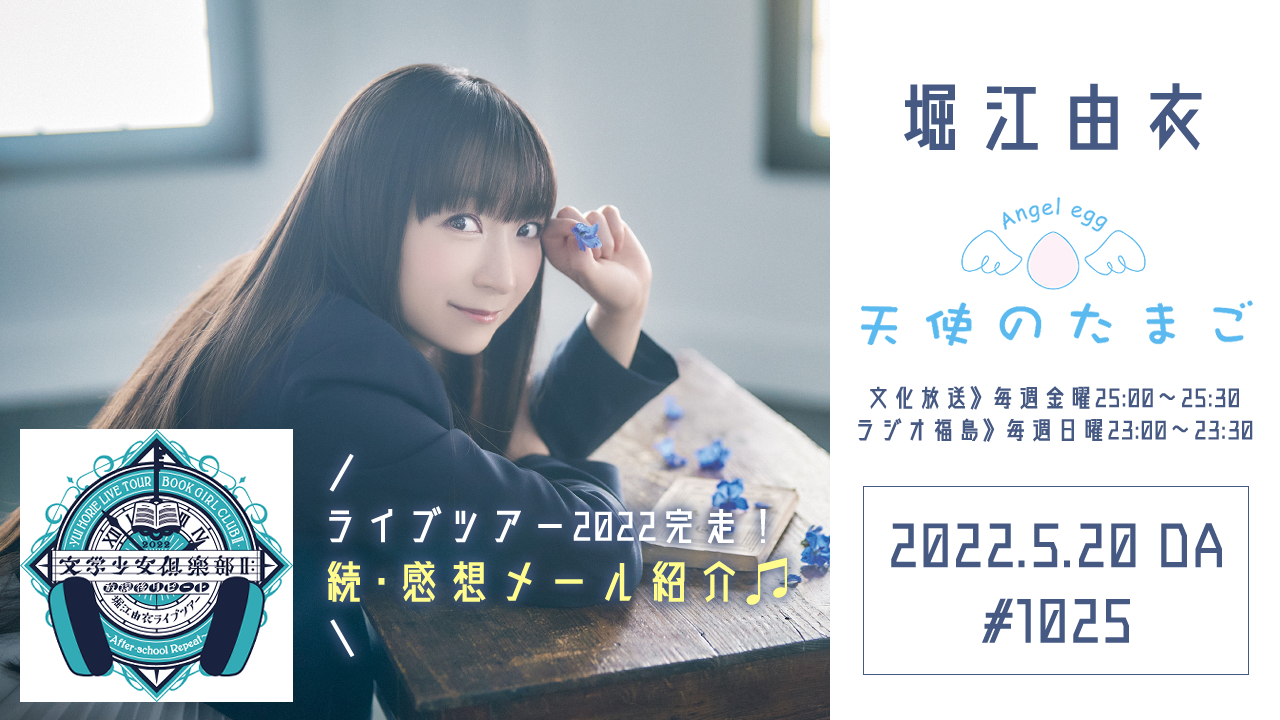 堀江由衣
Angel egg
天使のたまご
文化放送》毎週金曜25:00～25:30
ラジオ福島》毎週日曜23:00～23:30
2022.5.20 DA
#1025
ライブツアー2022完走！
続・感想メール紹介♫
YUI HORIE LIVE TOUR BOOK GIRL CLUB II
2022
文学少女倶楽部II:
堀江由衣ライブツアー
~After-school Repeat~